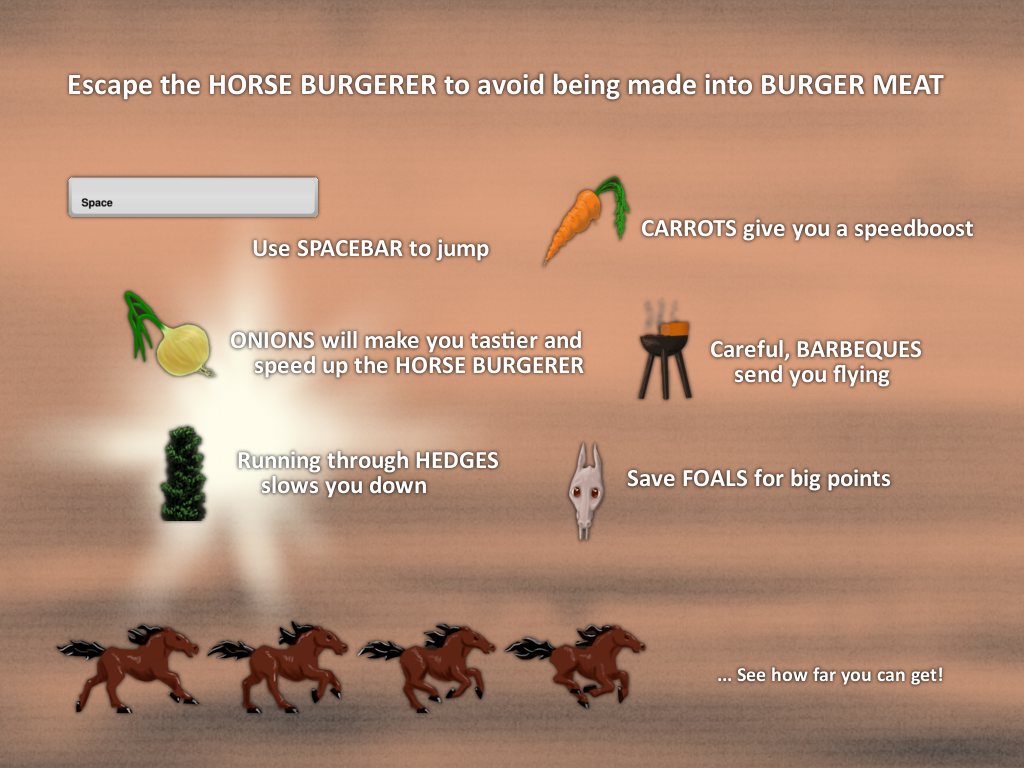 Escape the HORSE BURGERER to avoid being made into BURGER MEAT
Space
Use SPACEBAR to jump
CARROTS give you a speedboost
ONIONS will make you tastier and
speed up the HORSE BURGERER
Careful, BARBEQUES
send you flying
Running through HEDGES
slows you down
Save FOALS for big points
... See how far you can get!